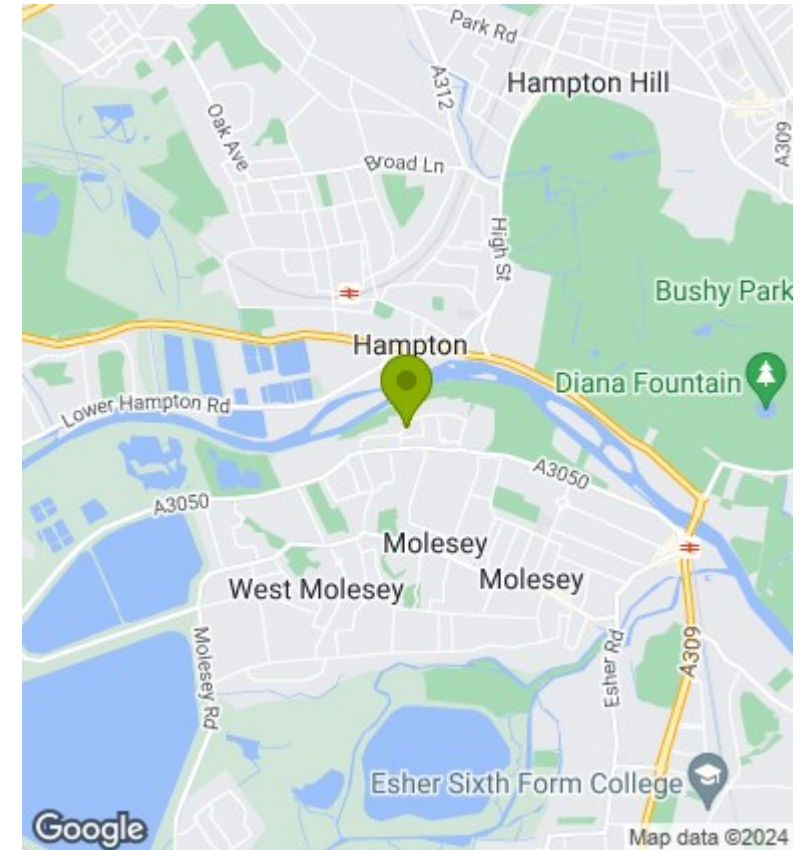 Park Rd
Hampton Hill
A312
A309
Oak Ave
Broad Ln
High St
Bushy Park
Hampton
Diana Fountain
Lower Hampton Rd
A3050
A3050
Molesey
West Molesey
Molesey
Molesey Rd
Esher Rd
A309
Esher Sixth Form College
Google
Map data ©2024